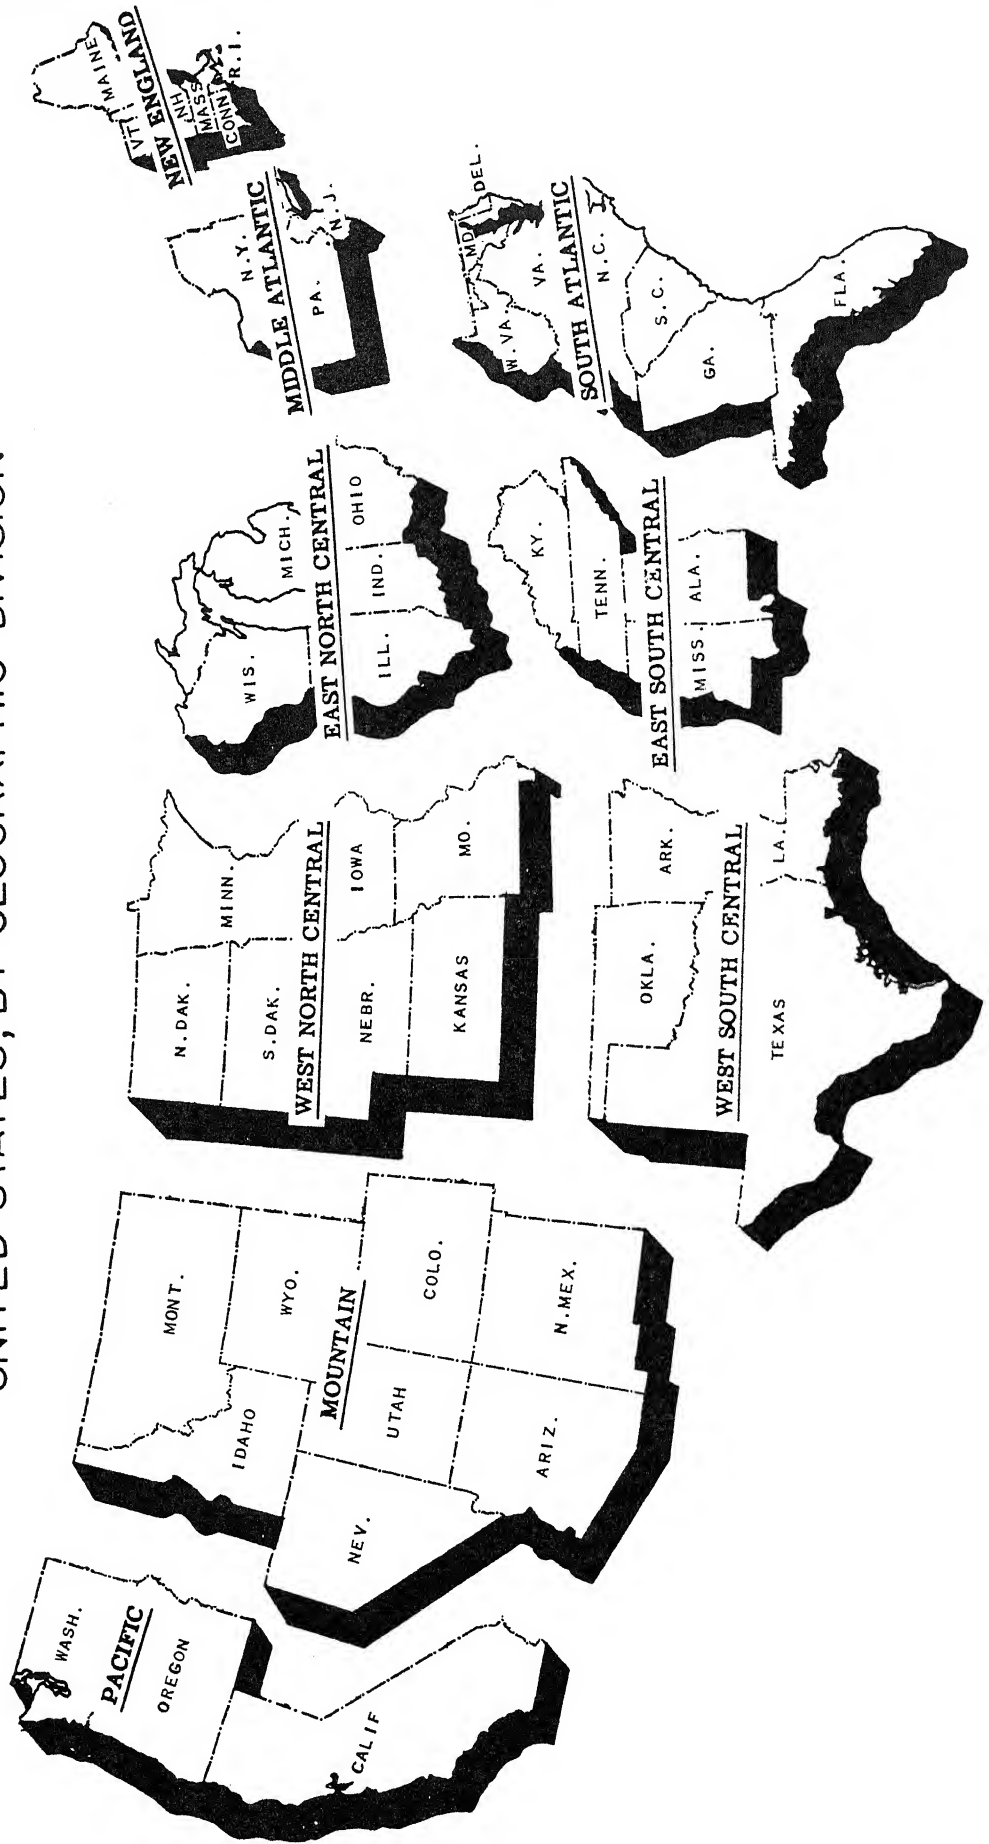 UNITED STATES, BY GEOGRAPHIC DIVISION
PACIFIC
WASH.
OREGON
CALIF
MOUNTAIN
MONT.
IDAHO
WYO.
NEV.
UTAH
COLO.
ARIZ.
N.MEX.
WEST NORTH CENTRAL
N.DAK.
MINN.
S.DAK.
NEBR.
IOWA
KANSAS
MO.
WEST SOUTH CENTRAL
OKLA.
ARK.
TEXAS
LA.
EAST NORTH CENTRAL
WIS.
MICH.
ILL.
IND.
OHIO
EAST SOUTH CENTRAL
KY.
TENN.
MISS.
ALA.
MIDDLE ATLANTIC
N.Y.
PA.
N.J.
SOUTH ATLANTIC
MD.
DEL.
W.VA.
VA.
N.C.
S.C.
GA.
FLA.
NEW ENGLAND
MAINE
VT.
NH
MASS
CONN
R.I.